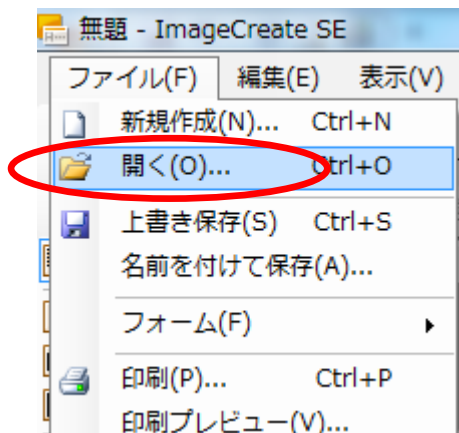 無題 - ImageCreate SE
ファイル(F) 編集(E) 表示(V)
新規作成(N)... Ctrl+N
開く(O)... Ctrl+O
上書き保存(S) Ctrl+S
名前を付けて保存(A)...
フォーム(F)
印刷(P)... Ctrl+P
印刷プレビュー(V)...